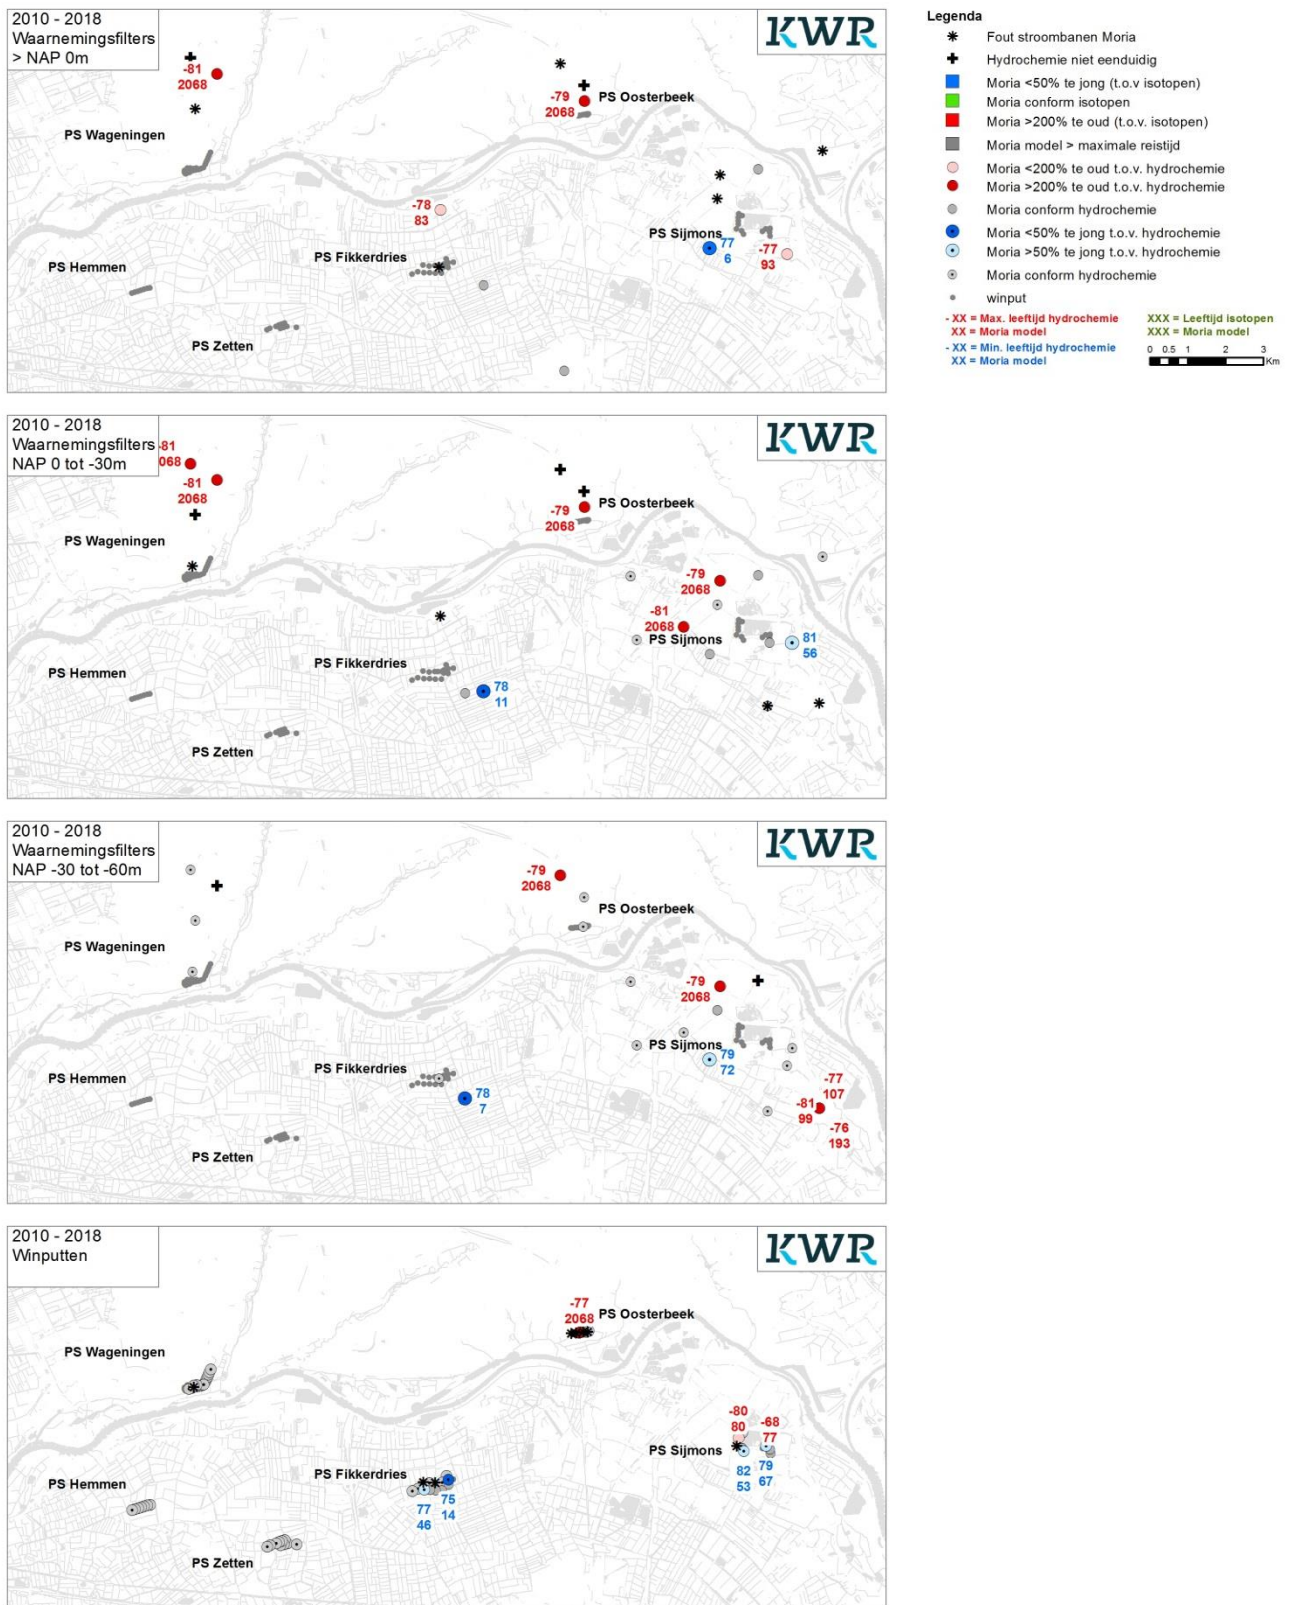 2010 - 2018
Waarnemingsfilters
> NAP 0m
KWR
-81
2068
-79
2068
PS Oosterbeek
PS Wageningen
-78
83
PS Sijmons
77
6
-77
93
PS Fikkerdries
PS Hemmen
PS Zetten
Legenda
Fout stroombanen Moria
Hydrochemie niet eenduidig
Moria <50% te jong (t.o.v isotopen)
Moria conform isotopen
Moria >200% te oud (t.o.v. isotopen)
Moria model > maximale reistijd
Moria <200% te oud t.o.v. hydrochemie
Moria >200% te oud t.o.v. hydrochemie
Moria conform hydrochemie
Moria <50% te jong t.o.v. hydrochemie
Moria >50% te jong t.o.v. hydrochemie
Moria conform hydrochemie
winput
- XX = Max. leeftijd hydrochemie
XX = Moria model
- XX = Min. leeftijd hydrochemie
XX = Moria model
XXX = Leeftijd isotopen
XXX = Moria model
0 0.5 1 2 3
Km
2010 - 2018
Waarnemingsfilters
NAP 0 tot -30m
KWR
-81
068
-81
2068
-79
2068
PS Oosterbeek
PS Wageningen
-79
2068
-81
2068
PS Sijmons
81
56
PS Fikkerdries
PS Hemmen
78
11
PS Zetten
2010 - 2018
Waarnemingsfilters
NAP -30 tot -60m
KWR
-79
2068
PS Oosterbeek
PS Wageningen
-79
2068
PS Sijmons
79
72
PS Fikkerdries
PS Hemmen
78
7
-77
107
-81
99
-76
193
PS Zetten
2010 - 2018
Winputten
KWR
-77
2068
PS Oosterbeek
PS Wageningen
-80
80
-68
77
PS Sijmons
82
53
79
67
PS Fikkerdries
PS Hemmen
77
46
75
14
PS Zetten